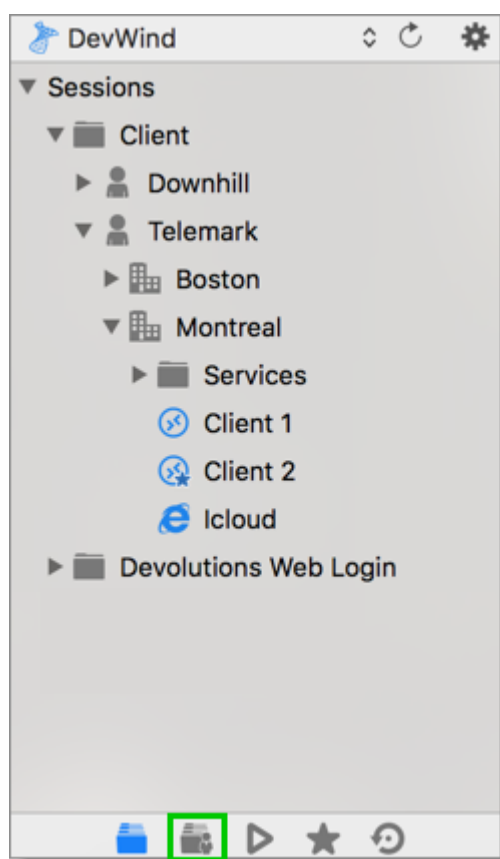 DevWind
Sessions
Client
Downhill
Telemark
Boston
Montreal
Services
Client 1
Client 2
Icloud
Devolutions Web Login